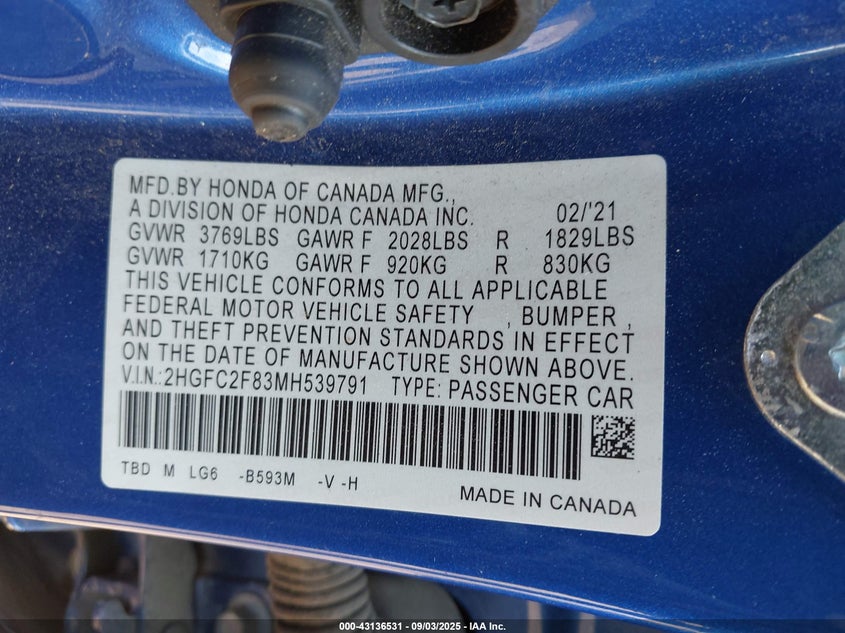 MFD.BY HONDA OF CANADA MFG.,
A DIVISION OF HONDA CANADA INC. 02/'21
GVWR 3769LBS GAWR F 2028LBS R 1829LBS
GVWR 1710KG GAWR F 920KG R 830KG
THIS VEHICLE CONFORMS TO ALL APPLICABLE
FEDERAL MOTOR VEHICLE SAFETY , BUMPER ,
AND THEFT PREVENTION STANDARDS IN EFFECT
ON THE DATE OF MANUFACTURE SHOWN ABOVE.
V.I.N.:2HGFC2F83MH539791 TYPE: PASSENGER CAR
TBD M LG6 -B593M -V -H
MADE IN CANADA
000-43136531 - 09/03/2025 - IAA Inc.